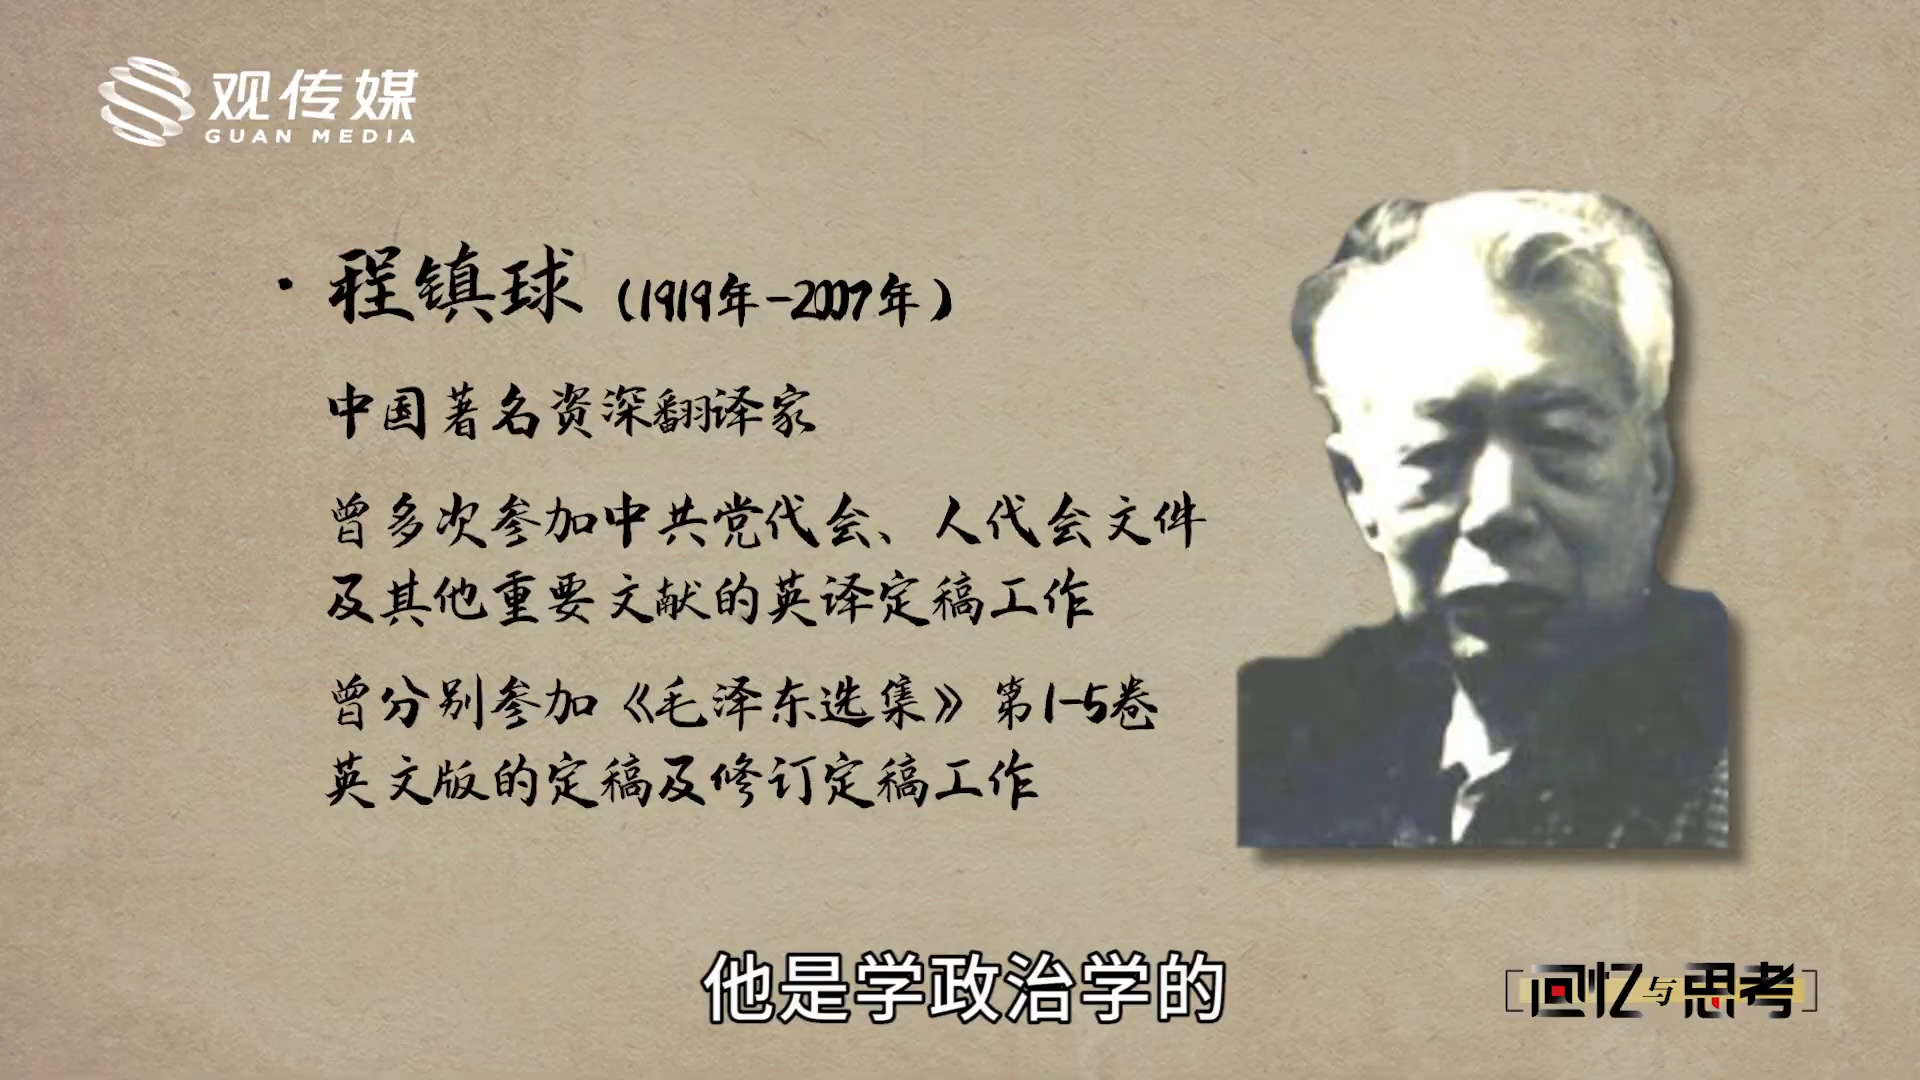 观传媒
GUAN MEDIA
·程镇球（1919年-2007年）
中国著名资深翻译家
曾多次参加中共党代会、人代会文件
及其他重要文献的英译定稿工作
曾分别参加《毛泽东选集》第1-5卷
英文版的定稿及修订定稿工作
他是学政治学的
[回忆与思考]